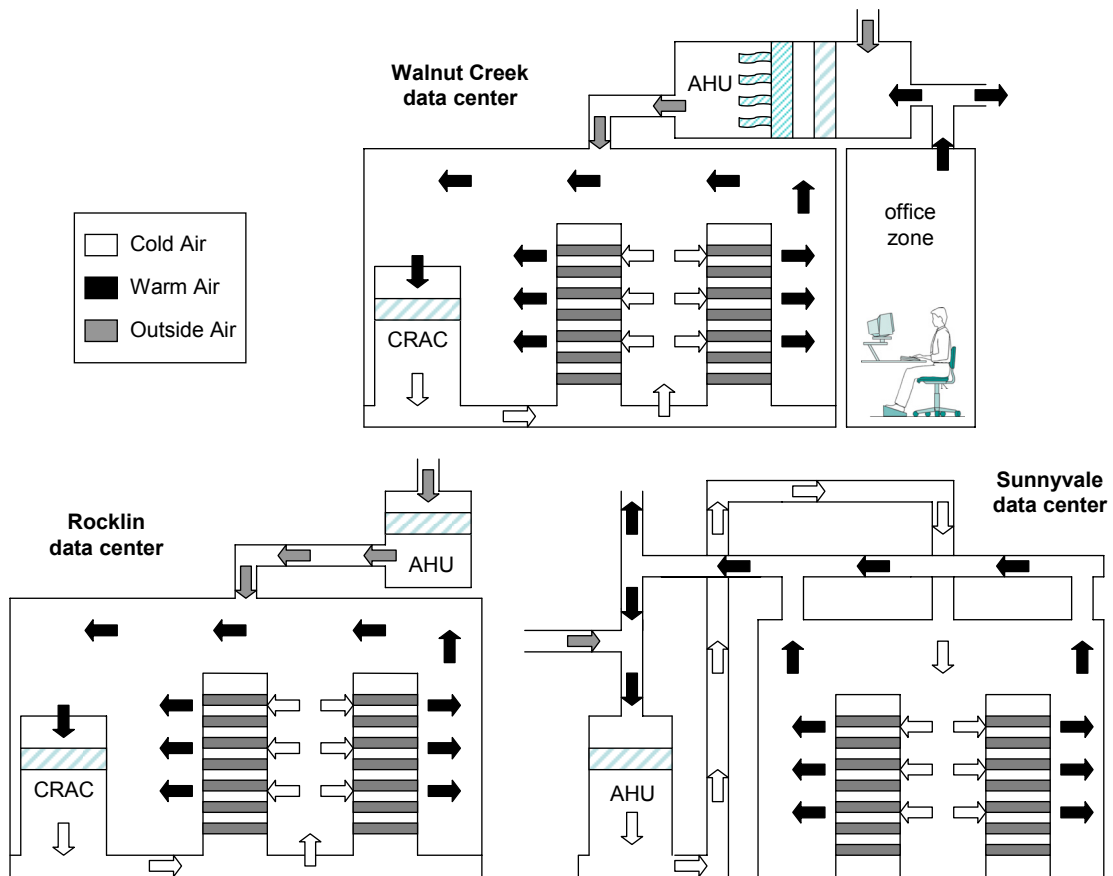 Walnut Creek
data center
AHU
office
zone
Cold Air
Warm Air
Outside Air
CRAC
Rocklin
data center
AHU
CRAC
Sunnyvale
data center
AHU